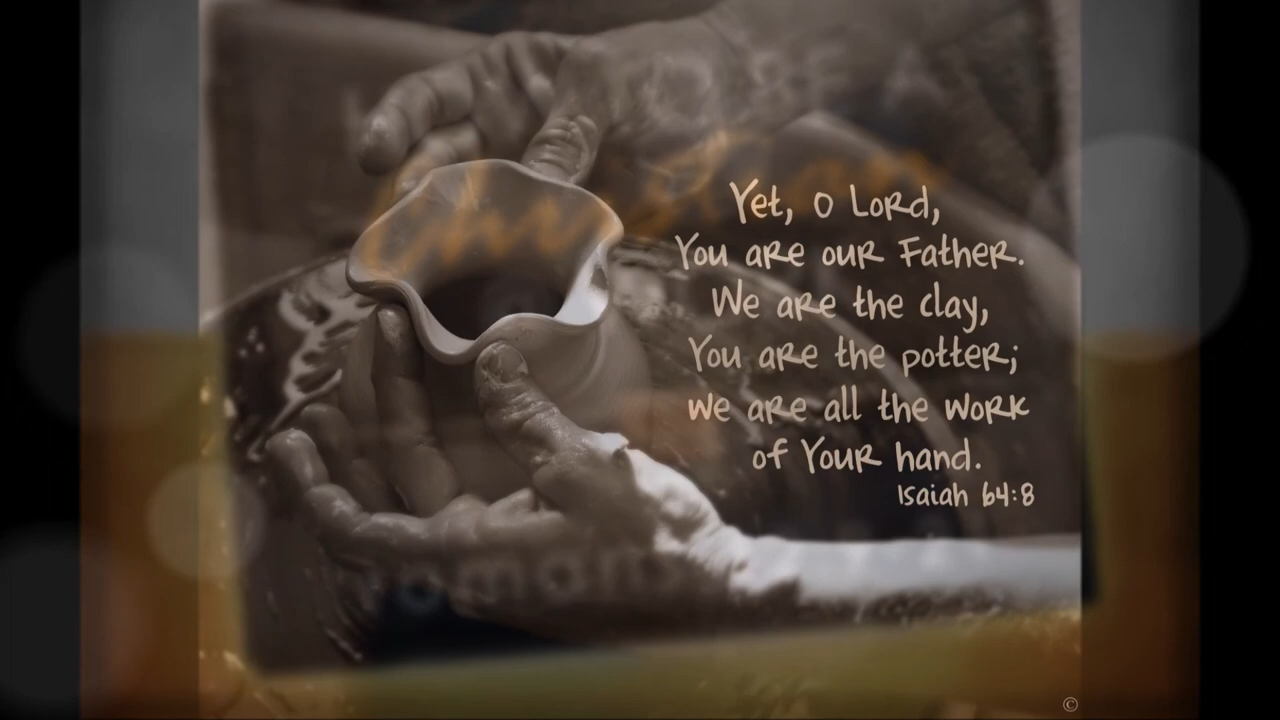 Yet, O Lord,
You are our Father.
We are the clay,
You are the potter;
we are all the work
of Your hand.
Isaiah 64:8
Romans
©